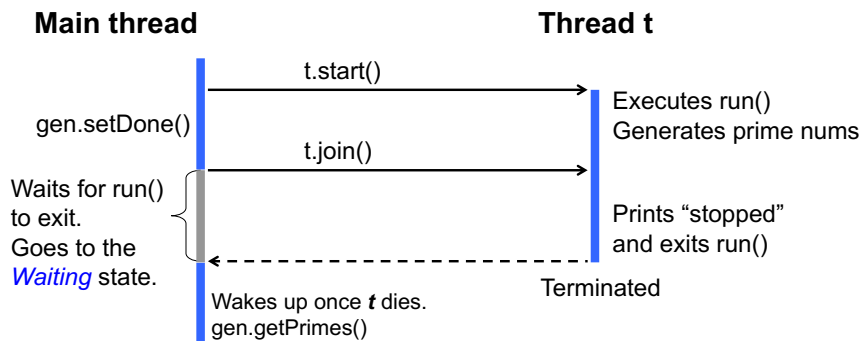 Main thread
Thread t
t.start()
Executes run()
Generates prime nums
gen.setDone()
t.join()
Waits for run()
to exit.
Goes to the
Waiting state.
Prints “stopped”
and exits run()
Terminated
Wakes up once t dies.
gen.getPrimes()